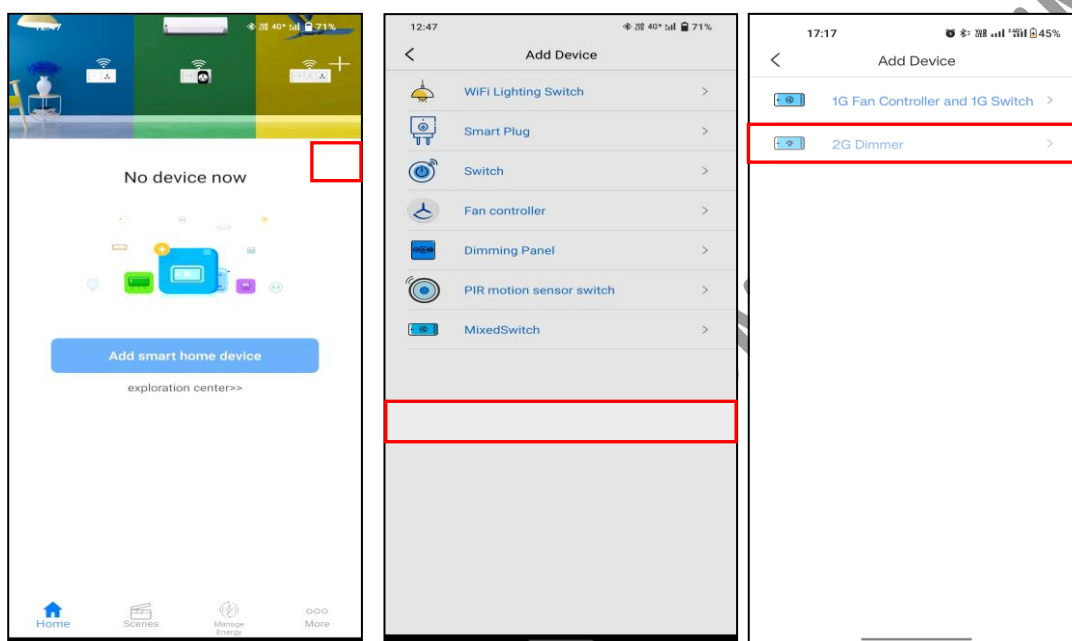 12:47
71%
No device now
Add smart home device
exploration center>>
Home
Scenes
Manage
Energy
More
12:47
4G+
71%
Add Device
WiFi Lighting Switch
Smart Plug
Switch
Fan controller
Dimming Panel
PIR motion sensor switch
MixedSwitch
17:17
45%
Add Device
1G Fan Controller and 1G Switch
2G Dimmer